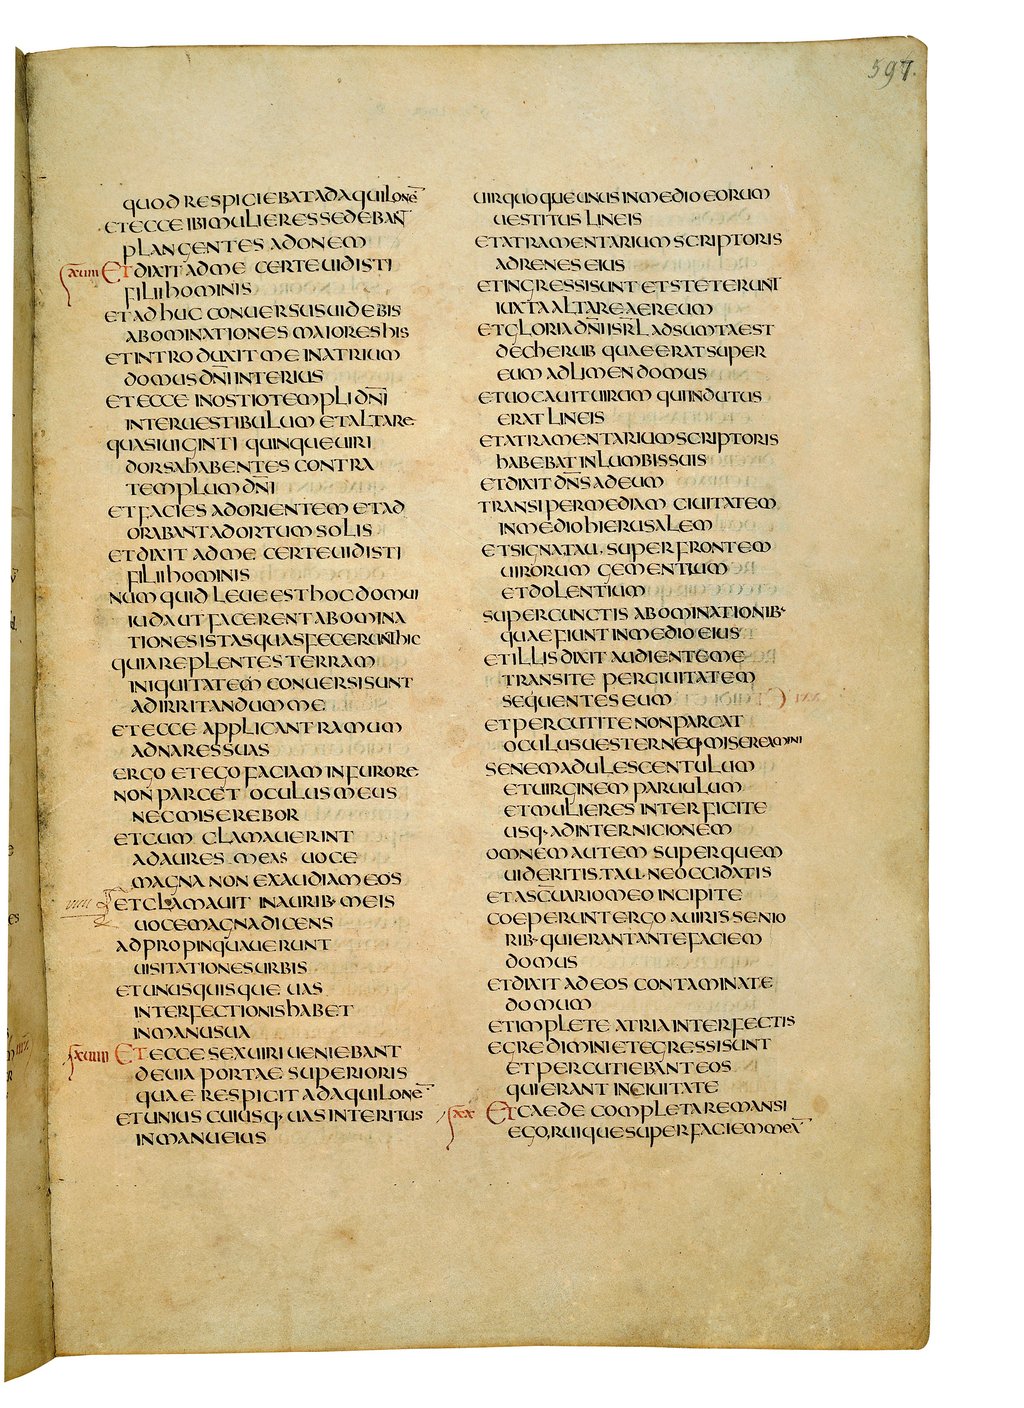 597.
QUOD RESPICIEBAT AD AQUILONĒ
ET ECCE IBI MULIERES SEDEBANT
PLANGENTES ADONEM
xviii ET DIXIT AD ME CERTE UIDISTI
FILII HOMINIS
ET ADHUC CONUERSUS UIDEBIS
ABOMINATIONES MAIORES HIS
ET INTRODUXIT ME IN ATRIUM
DOMUS DN̄I INTERIUS
ET ECCE IN OSTIO TEMPLI DN̄I
INTER UESTIBULUM ET ALTARE
QUASI UIGINTI QUINQUE UIRI
DORSA HABENTES CONTRA
TEMPLUM DN̄I
ET FACIES AD ORIENTEM ET AD
ORABANT AD ORTUM SOLIS
ET DIXIT AD ME CERTE UIDISTI
FILII HOMINIS
NUMQUID LEUE EST HOC DOMUI
IUDA UT FACERENT ABOMINA
TIONES ISTAS QUAS FECERUNT HIC
QUIA REPLENTES TERRAM
INIQUITATEM CONUERSI SUNT
AD IRRITANDUM ME
ET ECCE APPLICANT RAMUM
AD NARES SUAS
ERGO ET EGO FACIAM IN FURORE
NON PARCET OCULUS MEUS
NEC MISEREBOR
ET CUM CLAMAUERINT
AD AURES MEAS UOCE
MAGNA NON EXAUDIAM EOS
ET CLAMAUIT IN AURIB· MEIS
UOCE MAGNA DICENS
ADPROPINQUAUERUNT
UISITATIONES URBIS
ET UNUSQUISQUE UAS
INTERFECTIONIS HABET
IN MANU SUA
xviiii ET ECCE SEX UIRI UENIEBANT
DE UIA PORTAE SUPERIORIS
QUAE RESPICIT AD AQUILONĒ
ET UNIUSCUIUSQ· UAS INTERITUS
IN MANU EIUS
UIR QUOQUE UNUS IN MEDIO EORUM
UESTITUS LINEIS
ET ATRAMENTARIUM SCRIPTORIS
AD RENES EIUS
ET INGRESSI SUNT ET STETERUNT
IUXTA ALTARE AEREUM
ET GLORIA DN̄I ISRL̄ ADSUMTA EST
DE CHERUB QUAE ERAT SUPER
EUM AD LIMEN DOMUS
ET UOCAUIT UIRUM QUI INDUTUS
ERAT LINEIS
ET ATRAMENTARIUM SCRIPTORIS
HABEBAT IN LUMBIS SUIS
ET DIXIT DN̄S AD EUM
TRANSI PER MEDIAM CIUITATEM
IN MEDIO HIERUSALEM
ET SIGNA TAU· SUPER FRONTEM
UIRORUM GEMENTIUM
ET DOLENTIUM
SUPER CUNCTIS ABOMINATIONIB·
QUAE FIUNT IN MEDIO EIUS
ET ILLIS DIXIT AUDIENTE ME
TRANSITE PER CIUITATEM
SEQUENTES EUM
ET PERCUTITE NON PARCAT
OCULUS UESTER NEQ· MISEREAMINI
SENEM ADULESCENTULUM
ET UIRGINEM PARUULUM
ET MULIERES INTERFICITE
USQ· AD INTERNICIONEM
OMNEM AUTEM SUPER QUEM
UIDERITIS· TAU· NE OCCIDATIS
ET A SC̄UARIO MEO INCIPITE
COEPERUNT ERGO A UIRIS SENIO
RIB· QUI ERANT ANTE FACIEM
DOMUS
ET DIXIT AD EOS CONTAMINATE
DOMUM
ET IMPLETE ATRIA INTERFECTIS
EGREDIMINI ET EGRESSI SUNT
ET PERCUTIEBANT EOS
QUI ERANT IN CIUITATE
xx ET CAEDE COMPLETA REMANSI
EGO, RUIQUE SUPER FACIEM MEĀ